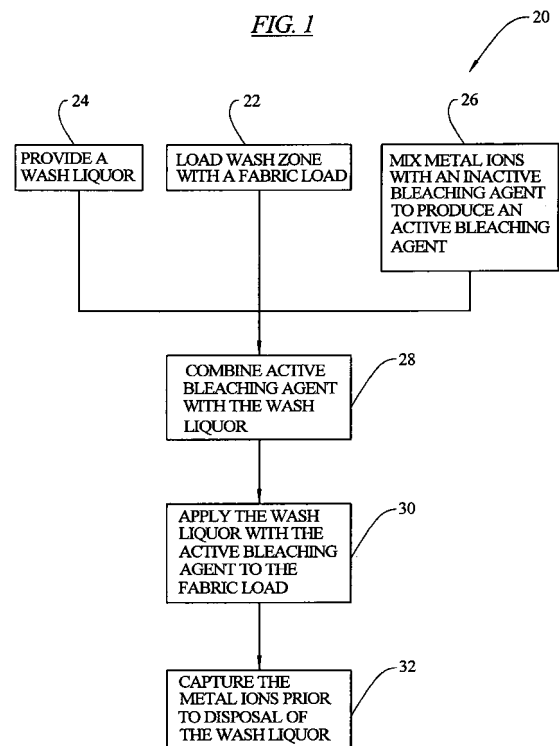 FIG. 1
20
24
22
26
PROVIDE A
WASH LIQUOR
LOAD WASH ZONE
WITH A FABRIC LOAD
MIX METAL IONS
WITH AN INACTIVE
BLEACHING AGENT
TO PRODUCE AN
ACTIVE BLEACHING
AGENT
28
COMBINE ACTIVE
BLEACHING AGENT
WITH THE WASH
LIQUOR
30
APPLY THE WASH
LIQUOR WITH THE
ACTIVE BLEACHING
AGENT TO THE
FABRIC LOAD
32
CAPTURE THE
METAL IONS PRIOR
TO DISPOSAL OF
THE WASH LIQUOR